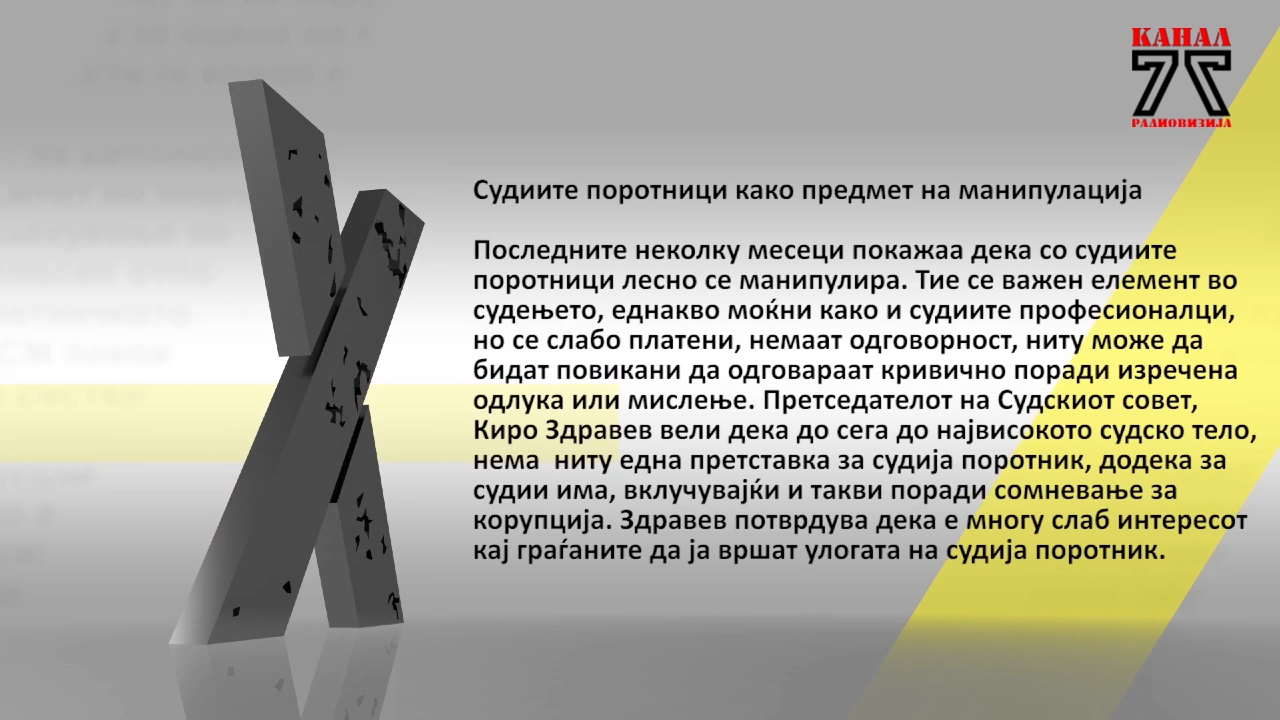 КАНАЛ
77
РАДИОВИЗИЈА
Судиите поротници како предмет на манипулација
Последните неколку месеци покажаа дека со судиите
поротници лесно се манипулира. Тие се важен елемент во
судењето, еднакво моќни како и судиите професионалци,
но се слабо платени, немаат одговорност, ниту може да
бидат повикани да одговараат кривично поради изречена
одлука или мислење. Претседателот на Судскиот совет,
Киро Здравев вели дека до сега до највисокото судско тело,
нема  ниту една претставка за судија поротник, додека за
судии има, вклучувајќи и такви поради сомневање за
корупција. Здравев потврдува дека е многу слаб интересот
кај граѓаните да ја вршат улогата на судија поротник.